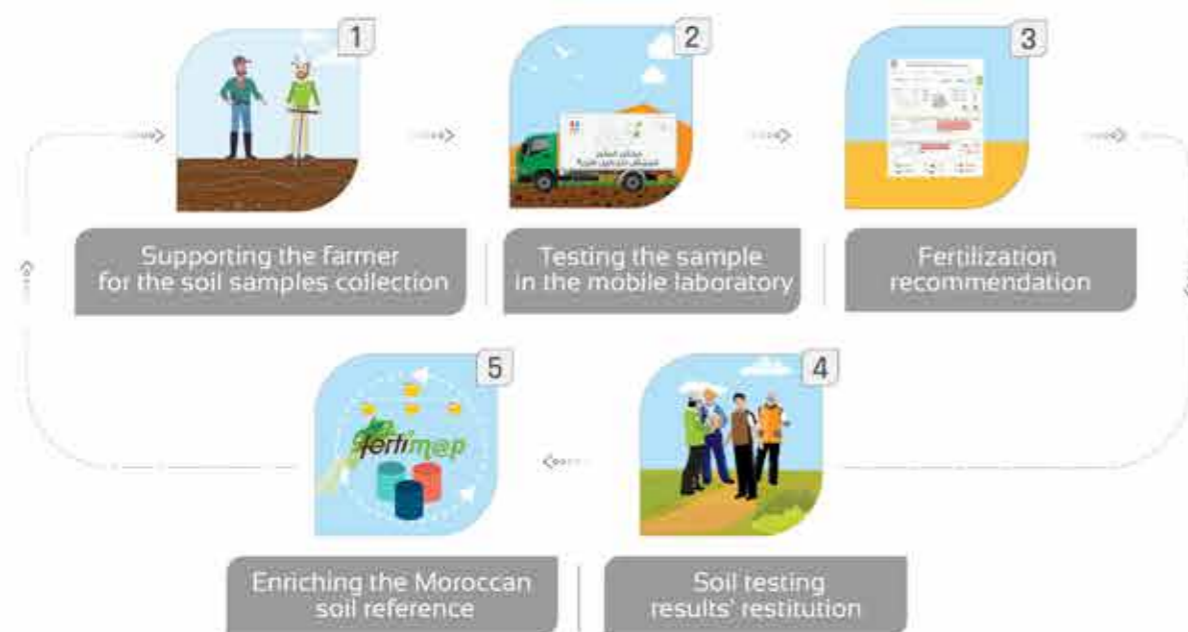 1
2
3
Supporting the farmer
for the soil samples collection
Testing the sample
in the mobile laboratory
Fertilization
recommendation
5
4
fertim@p
Enriching the Moroccan
soil reference
Soil testing
results' restitution